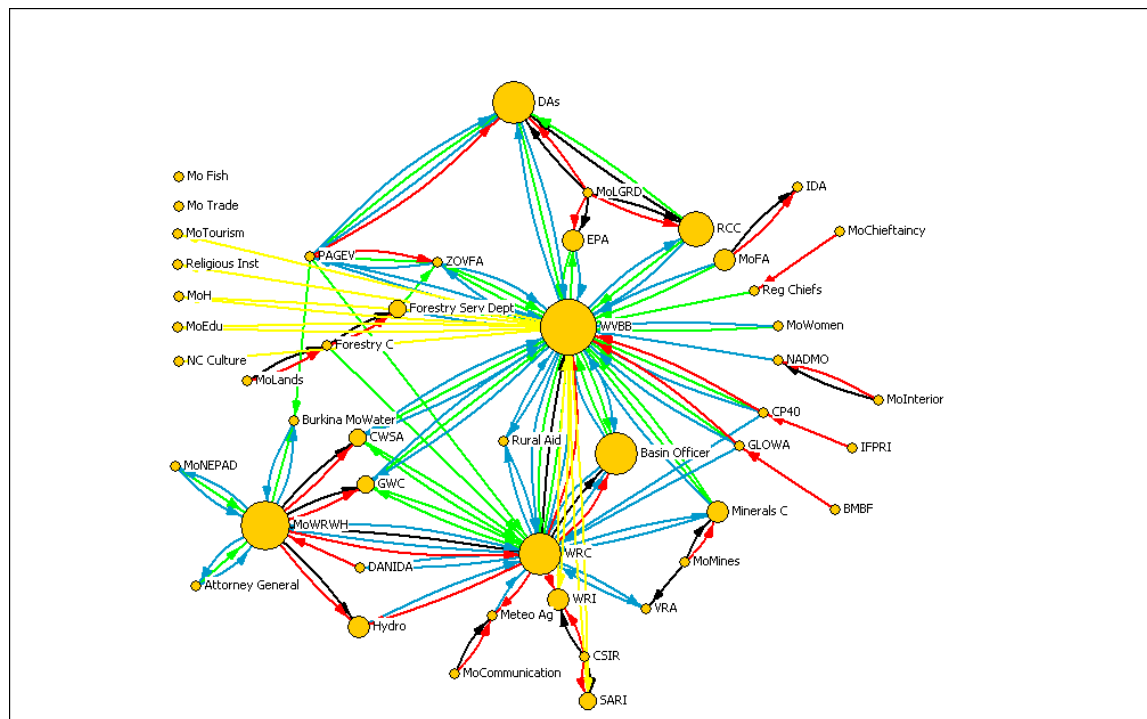 DAs
Mo Fish
IDA
MoLGRD
Mo Trade
MoTourism
RCC
MoChieftaincy
EPA
PAGEV
ZOVFA
MoFA
Religious Inst
Reg Chiefs
MoH
Forestry Serv Dept
MoEdu
WVBB
MoWomen
Forestry C
NC Culture
NADMO
MoLands
MoInterior
CP40
Burkina MoWater
CWSA
Rural Aid
GLOWA
IFPRI
Basin Officer
MoNEPAD
GWC
BMBF
Minerals C
MoWRWH
WRC
MoMines
DANIDA
Attorney General
WRI
VRA
Meteo Ag
Hydro
CSIR
MoCommunication
SARI